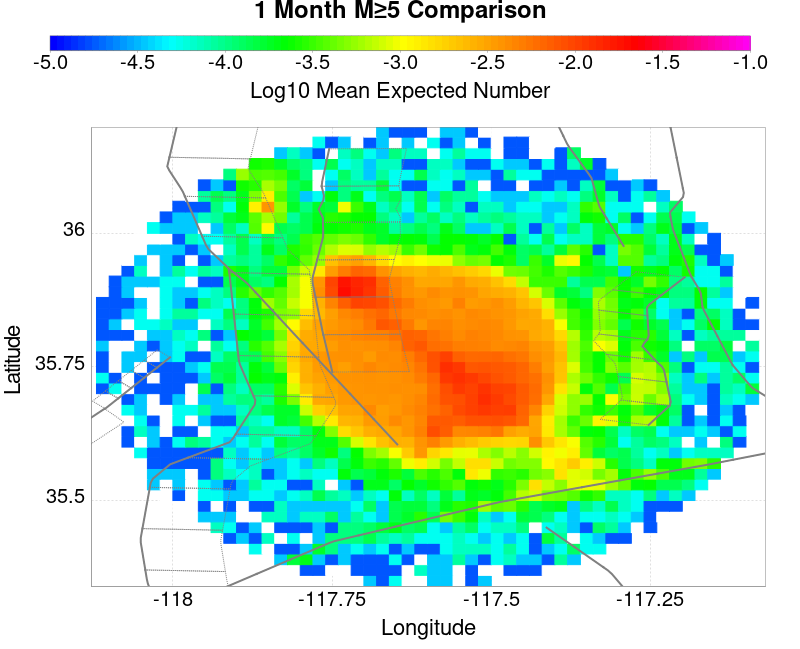 1 Month M≥5 Comparison
-5.0 -4.5 -4.0 -3.5 -3.0 -2.5 -2.0 -1.5 -1.0
Log10 Mean Expected Number
36
35.75
35.5
Latitude
-118 -117.75 -117.5 -117.25
Longitude